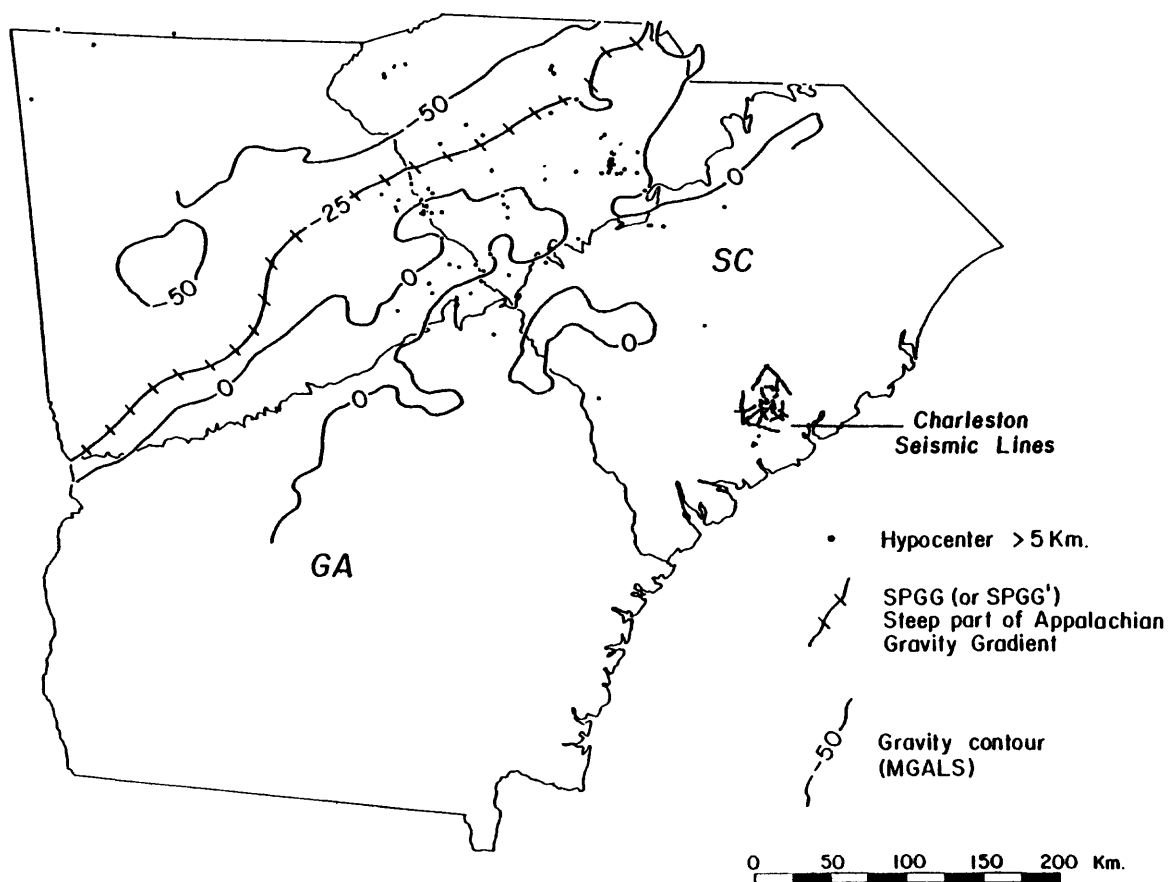 -50
-25
-50
0
SC
0
0
0
0
Charleston
Seismic Lines
GA
• Hypocenter > 5 Km.
SPGG (or SPGG')
Steep part of Appalachian
Gravity Gradient
-50
Gravity contour
(MGALS)
0 50 100 150 200 Km.